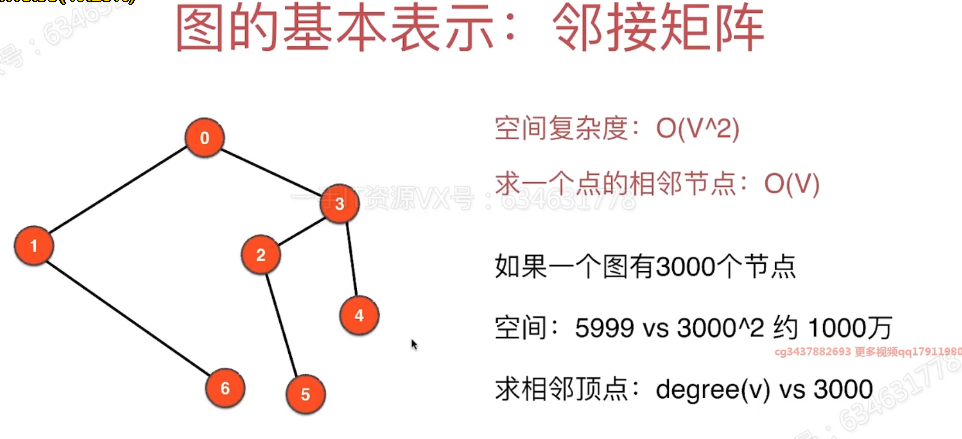 图的基本表示：邻接矩阵
空间复杂度：O(V^2)
求一个点的相邻节点：O(V)
如果一个图有3000个节点
空间：5999 vs 3000^2 约 1000万
求相邻顶点：degree(v) vs 3000
0
3
1
2
4
6
5
资源VX号：634631778
cg3437882693 更多视频qq17911980
号：634631778